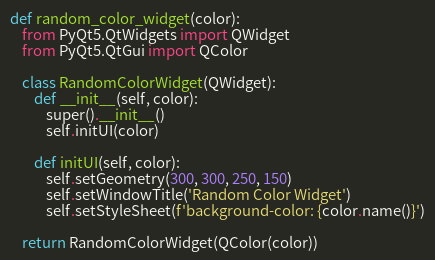 def random_color_widget(color):
    from PyQt5.QtWidgets import QWidget
    from PyQt5.QtGui import QColor

    class RandomColorWidget(QWidget):
        def __init__(self, color):
            super().__init__()
            self.initUI(color)

        def initUI(self, color):
            self.setGeometry(300, 300, 250, 150)
            self.setWindowTitle('Random Color Widget')
            self.setStyleSheet(f'background-color: {color.name()}')

    return RandomColorWidget(QColor(color))